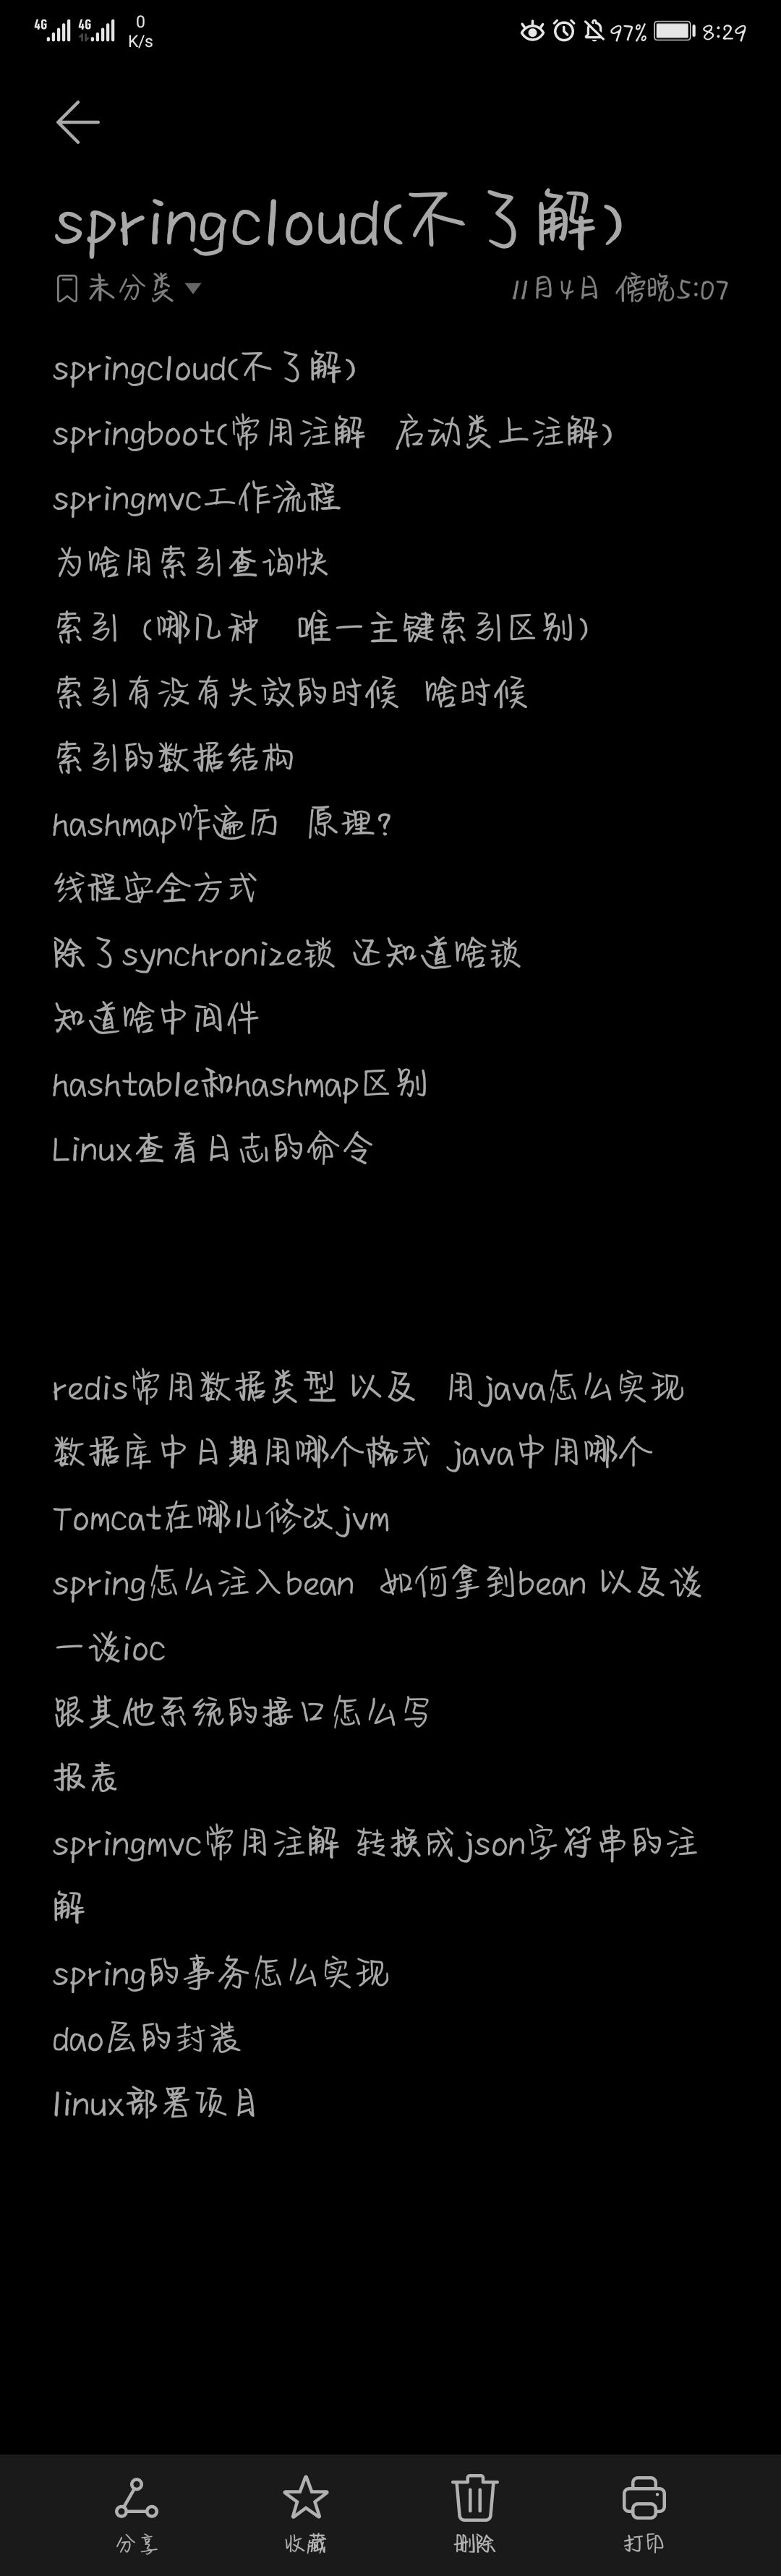 4G 4G 0 K/s 97% 8:29
springcloud(不了解)
未分类 11月4日 傍晚5:07
springcloud(不了解)
springboot(常用注解 启动类上注解)
springmvc工作流程
为啥用索引查询快
索引（哪几种 唯一主键索引区别）
索引有没有失效的时候 啥时候
索引的数据结构
hashmap咋遍历 原理?
线程安全方式
除了synchronize锁 还知道啥锁
知道啥中间件
hashtable和hashmap区别
Linux查看日志的命令
redis常用数据类型 以及 用java怎么实现
数据库中日期用哪个格式 java中用哪个
Tomcat在哪儿修改jvm
spring怎么注入bean 如何拿到bean 以及谈
一谈ioc
跟其他系统的接口怎么写
报表
springmvc常用注解 转换成json字符串的注
解
spring的事务怎么实现
dao层的封装
linux部署项目
分享 收藏 删除 打印